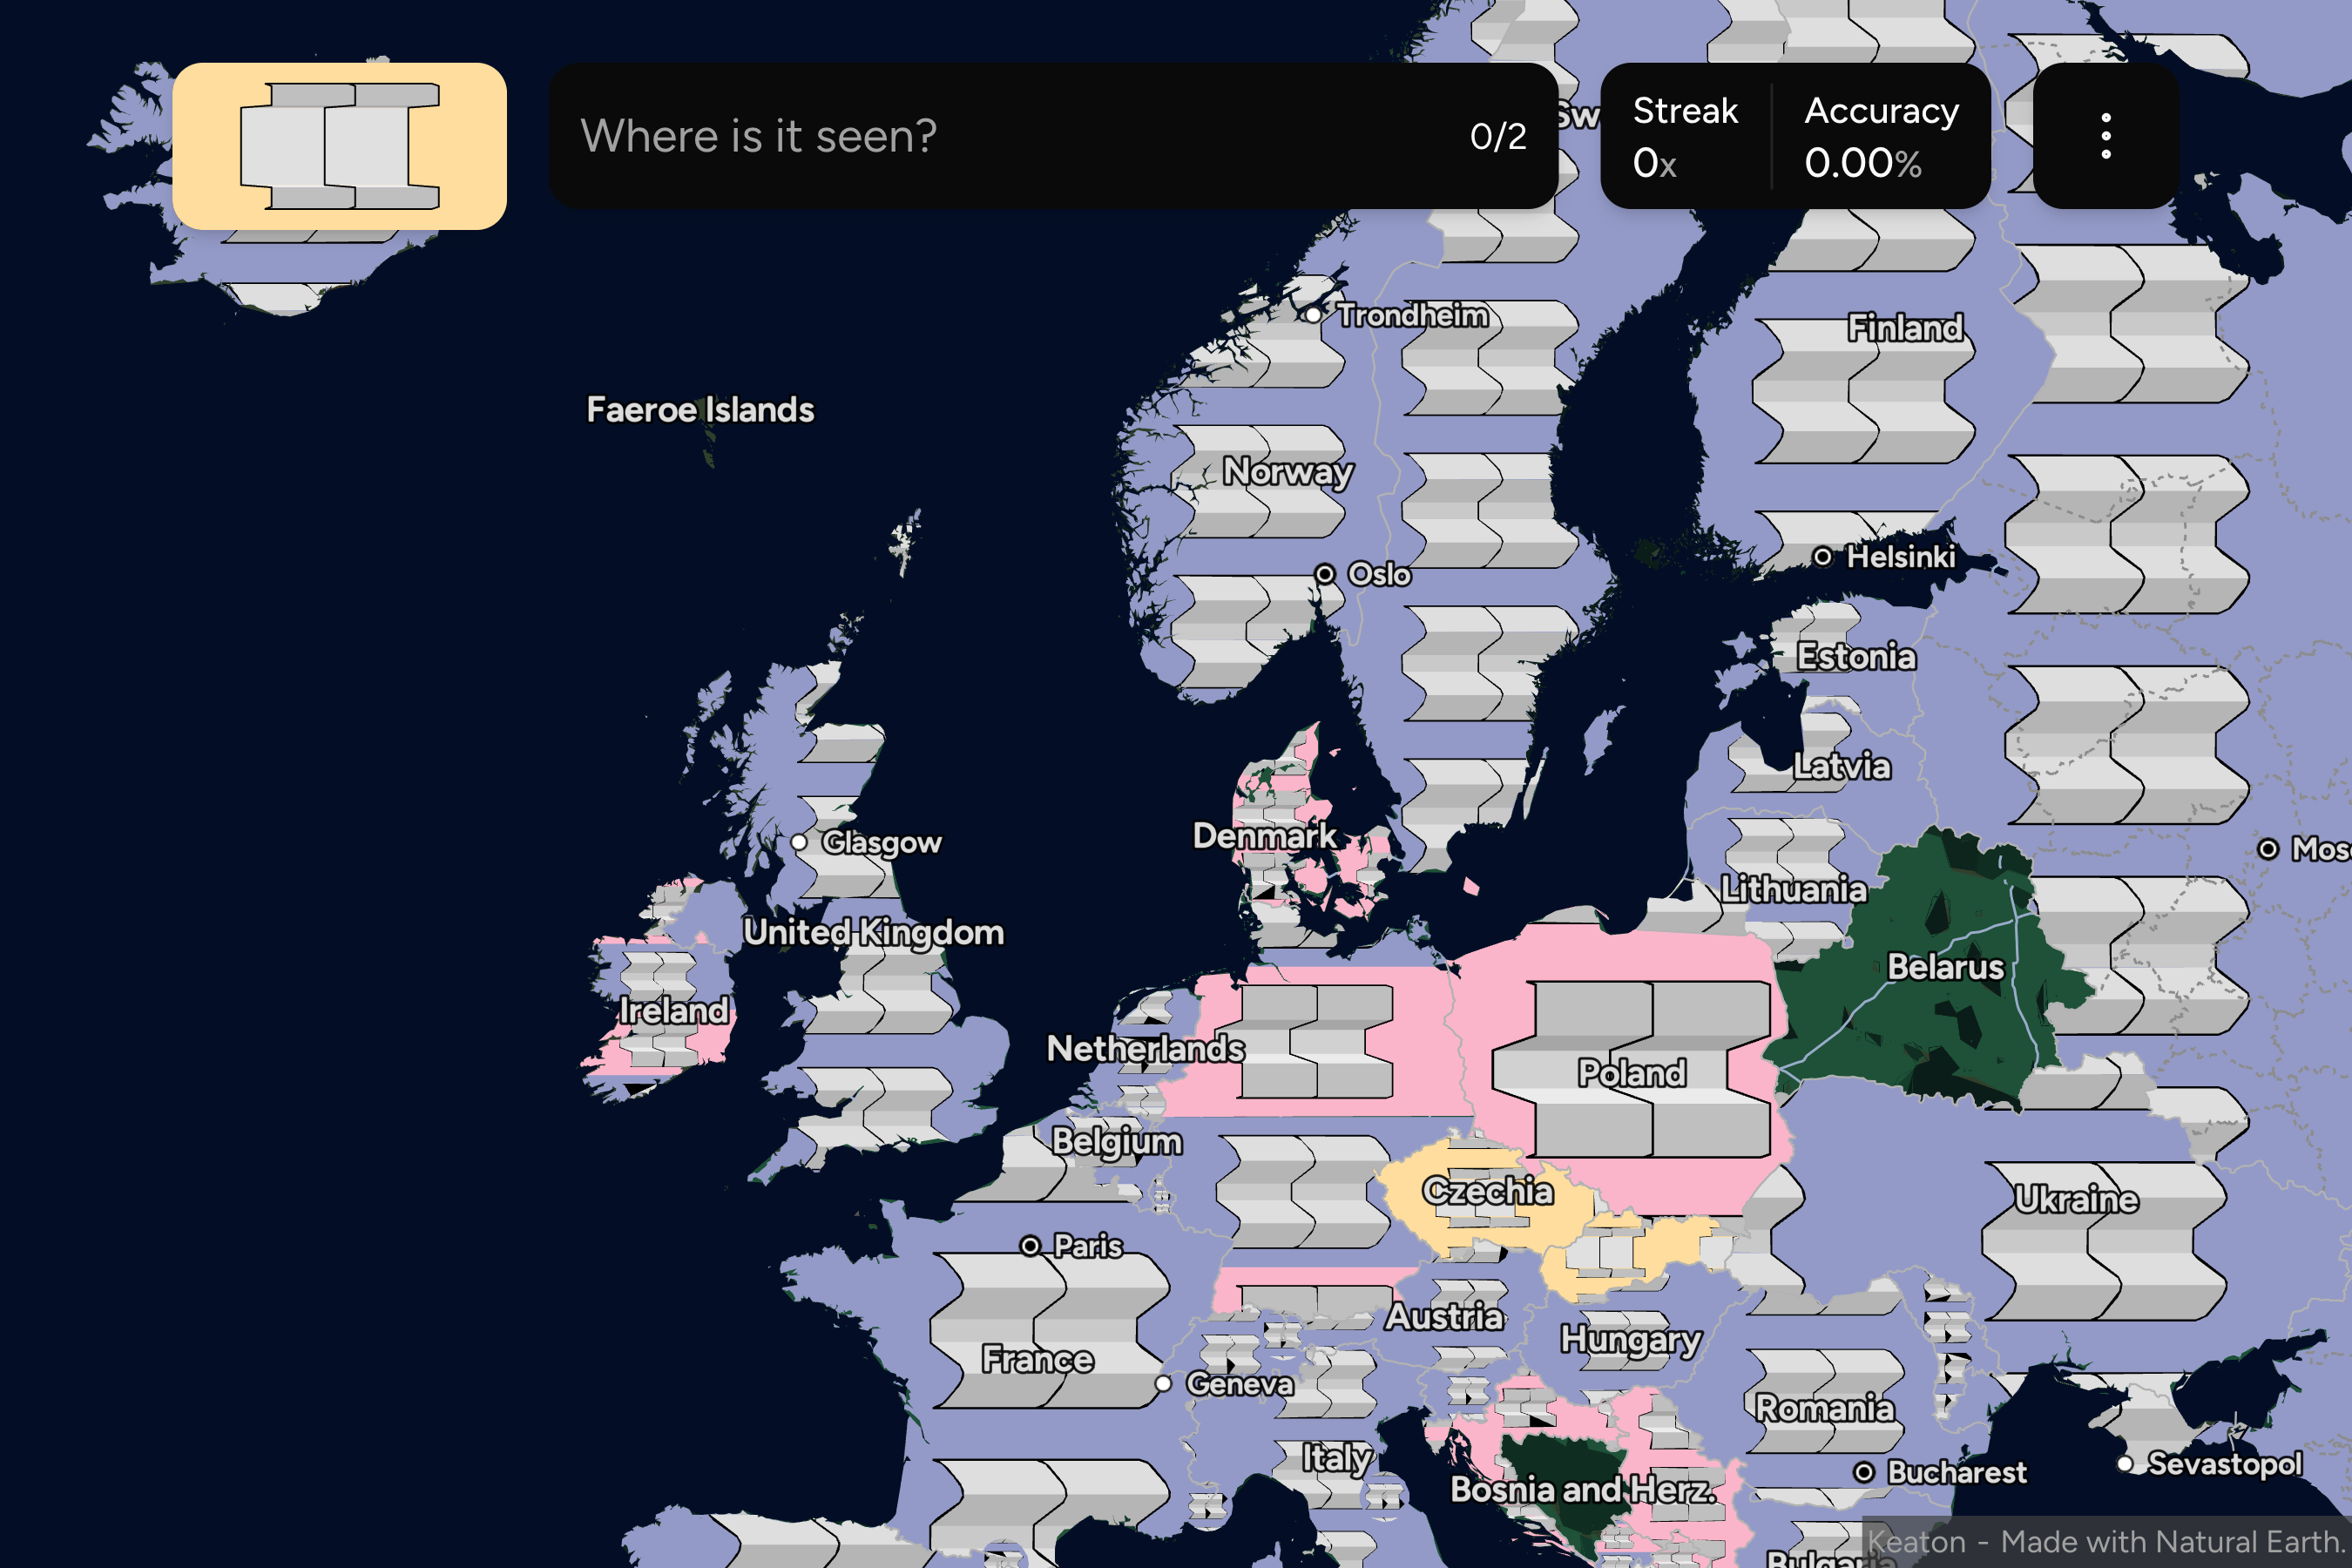 Where is it seen?
0/2
Streak
0x
Accuracy
0.00%
Sw
Trondheim
Finland
Faeroe Islands
Norway
Helsinki
Oslo
Estonia
Latvia
Denmark
Glasgow
Mosc
Lithuania
United Kingdom
Belarus
Ireland
Netherlands
Poland
Belgium
Czechia
Ukraine
Paris
Austria
Hungary
France
Geneva
Romania
Italy
Bosnia and Herz.
Bucharest
Sevastopol
Bulgaria
Keaton - Made with Natural Earth.